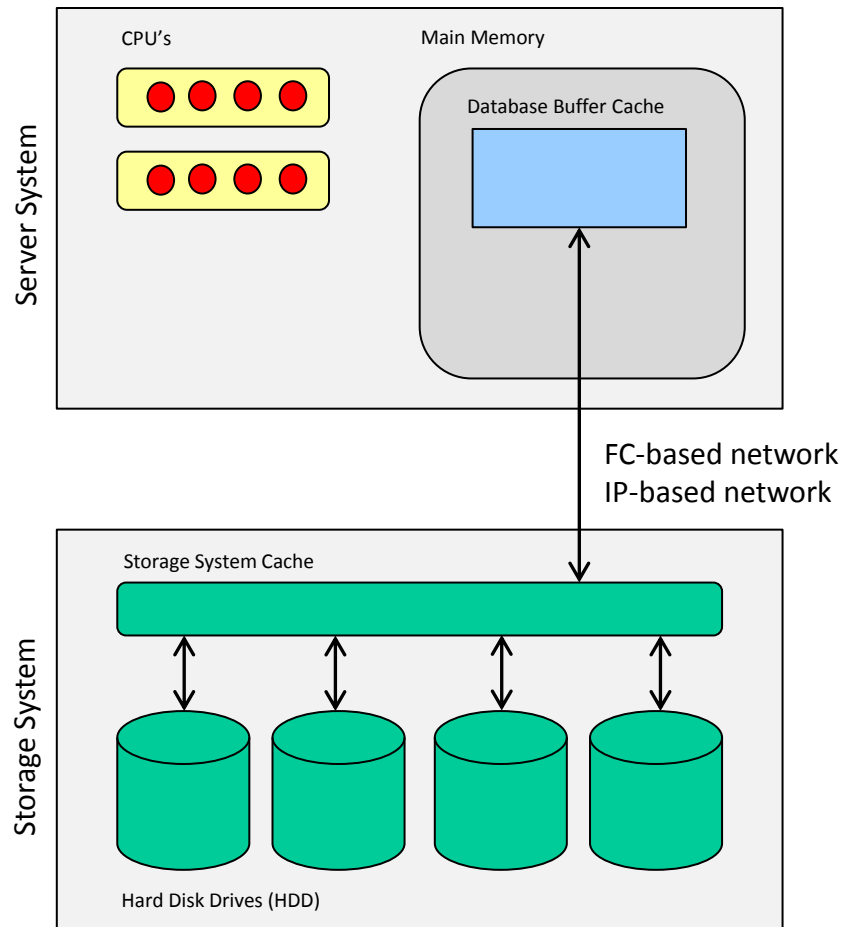 Server System
CPU's
Main Memory
Database Buffer Cache
FC-based network
IP-based network
Storage System
Storage System Cache
Hard Disk Drives (HDD)